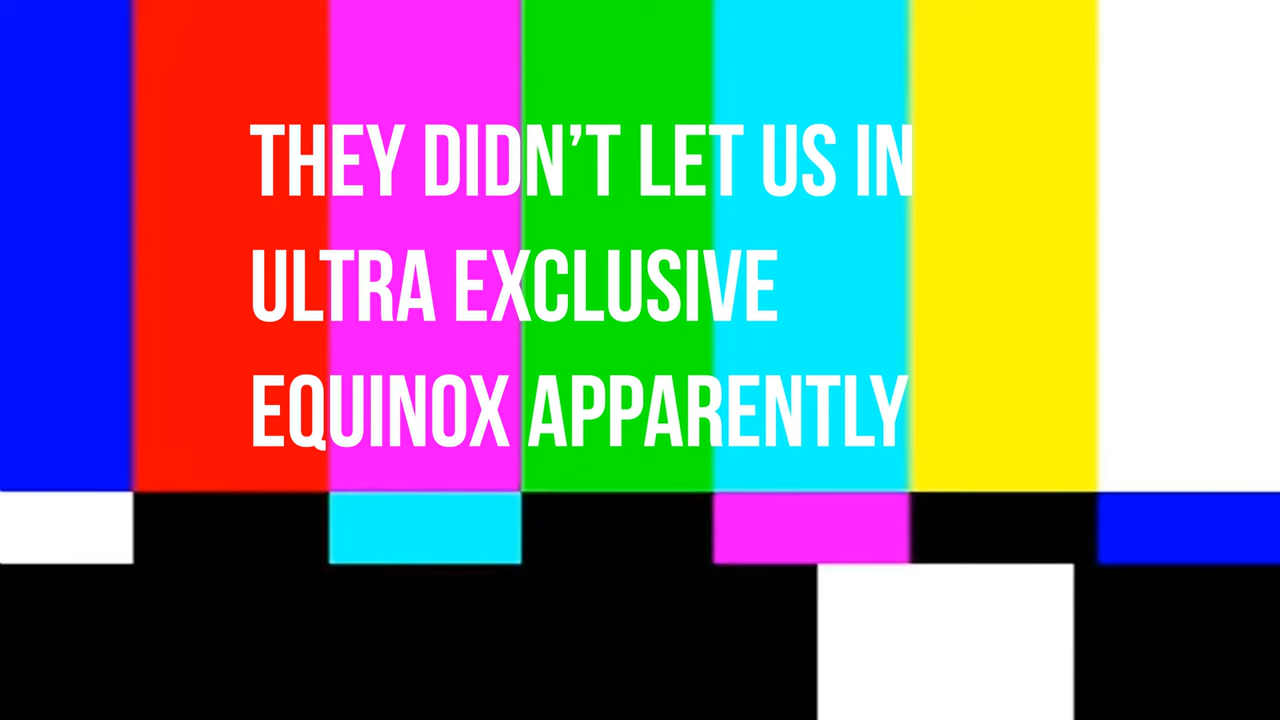 THEY DIDN’T LET US IN
ULTRA EXCLUSIVE
EQUINOX APPARENTLY